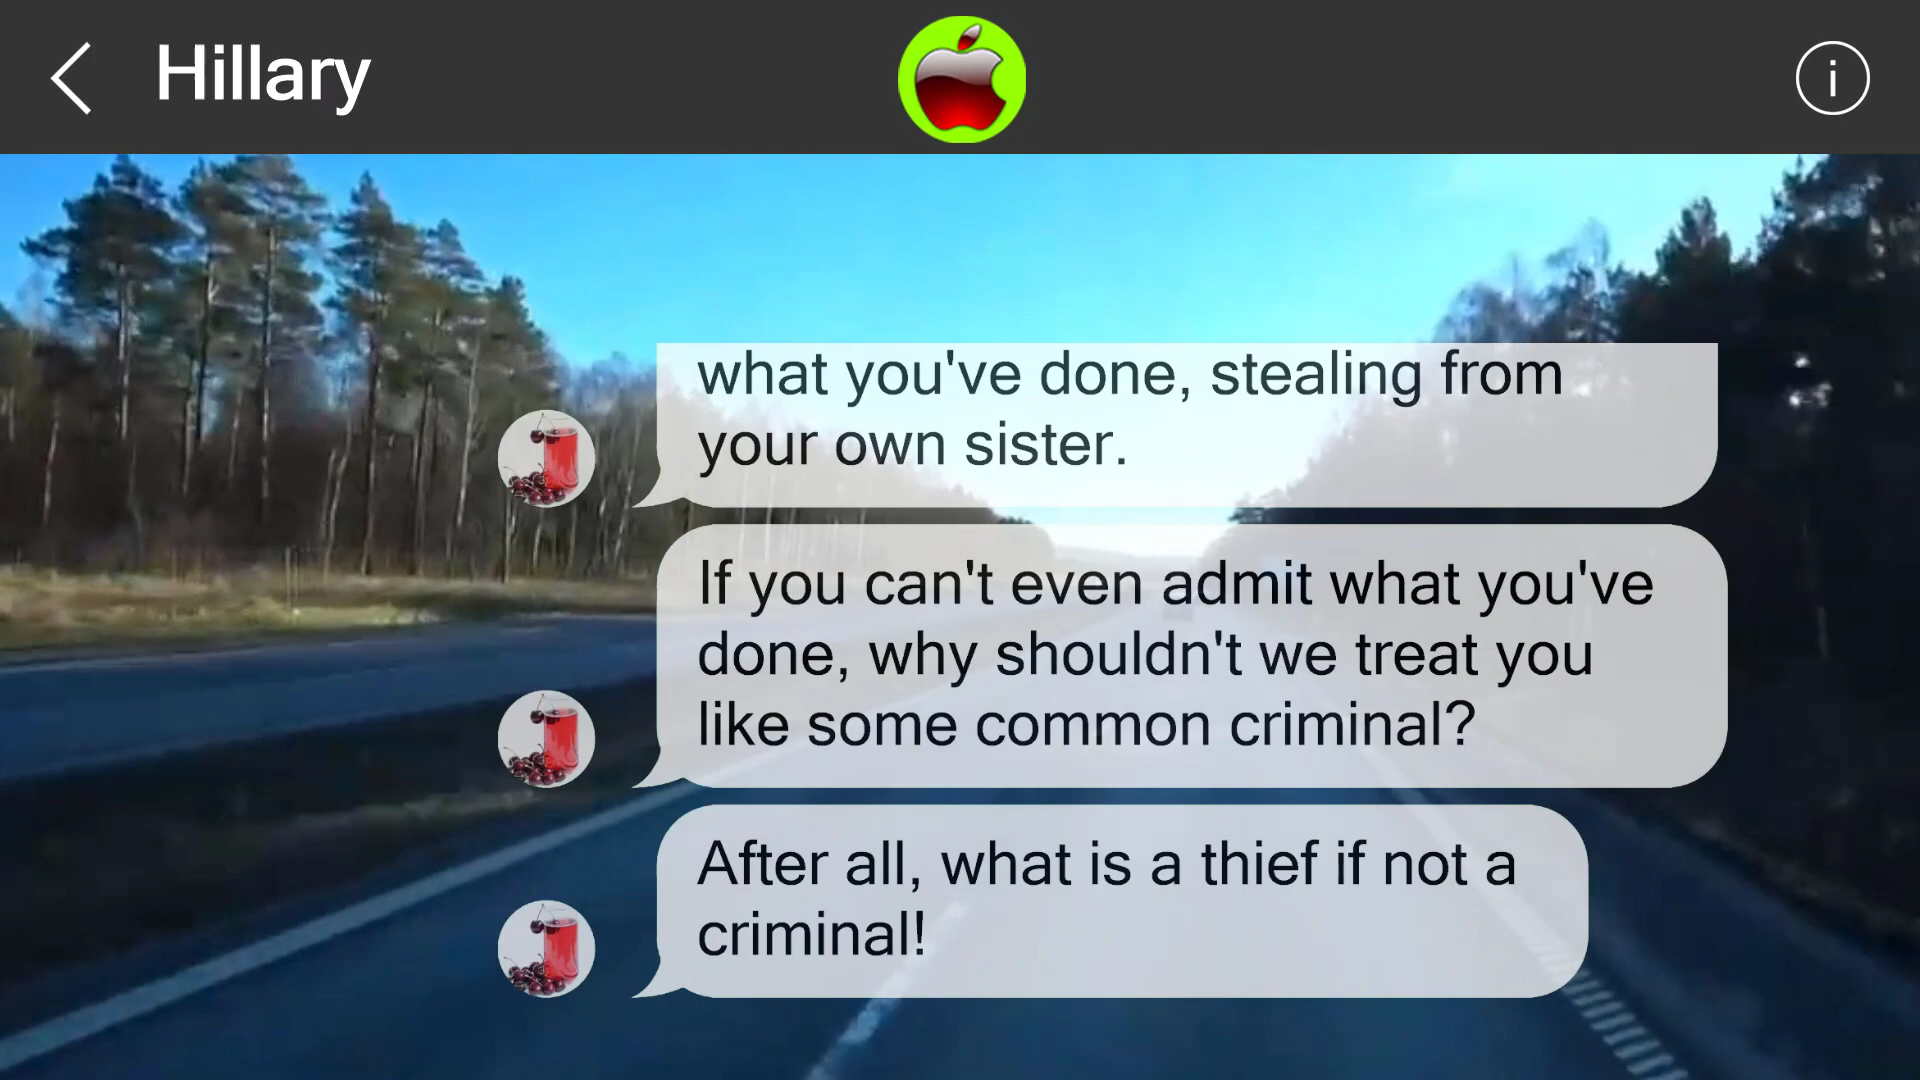 Hillary
i
what you've done, stealing from
your own sister.
If you can't even admit what you've
done, why shouldn't we treat you
like some common criminal?
After all, what is a thief if not a
criminal!